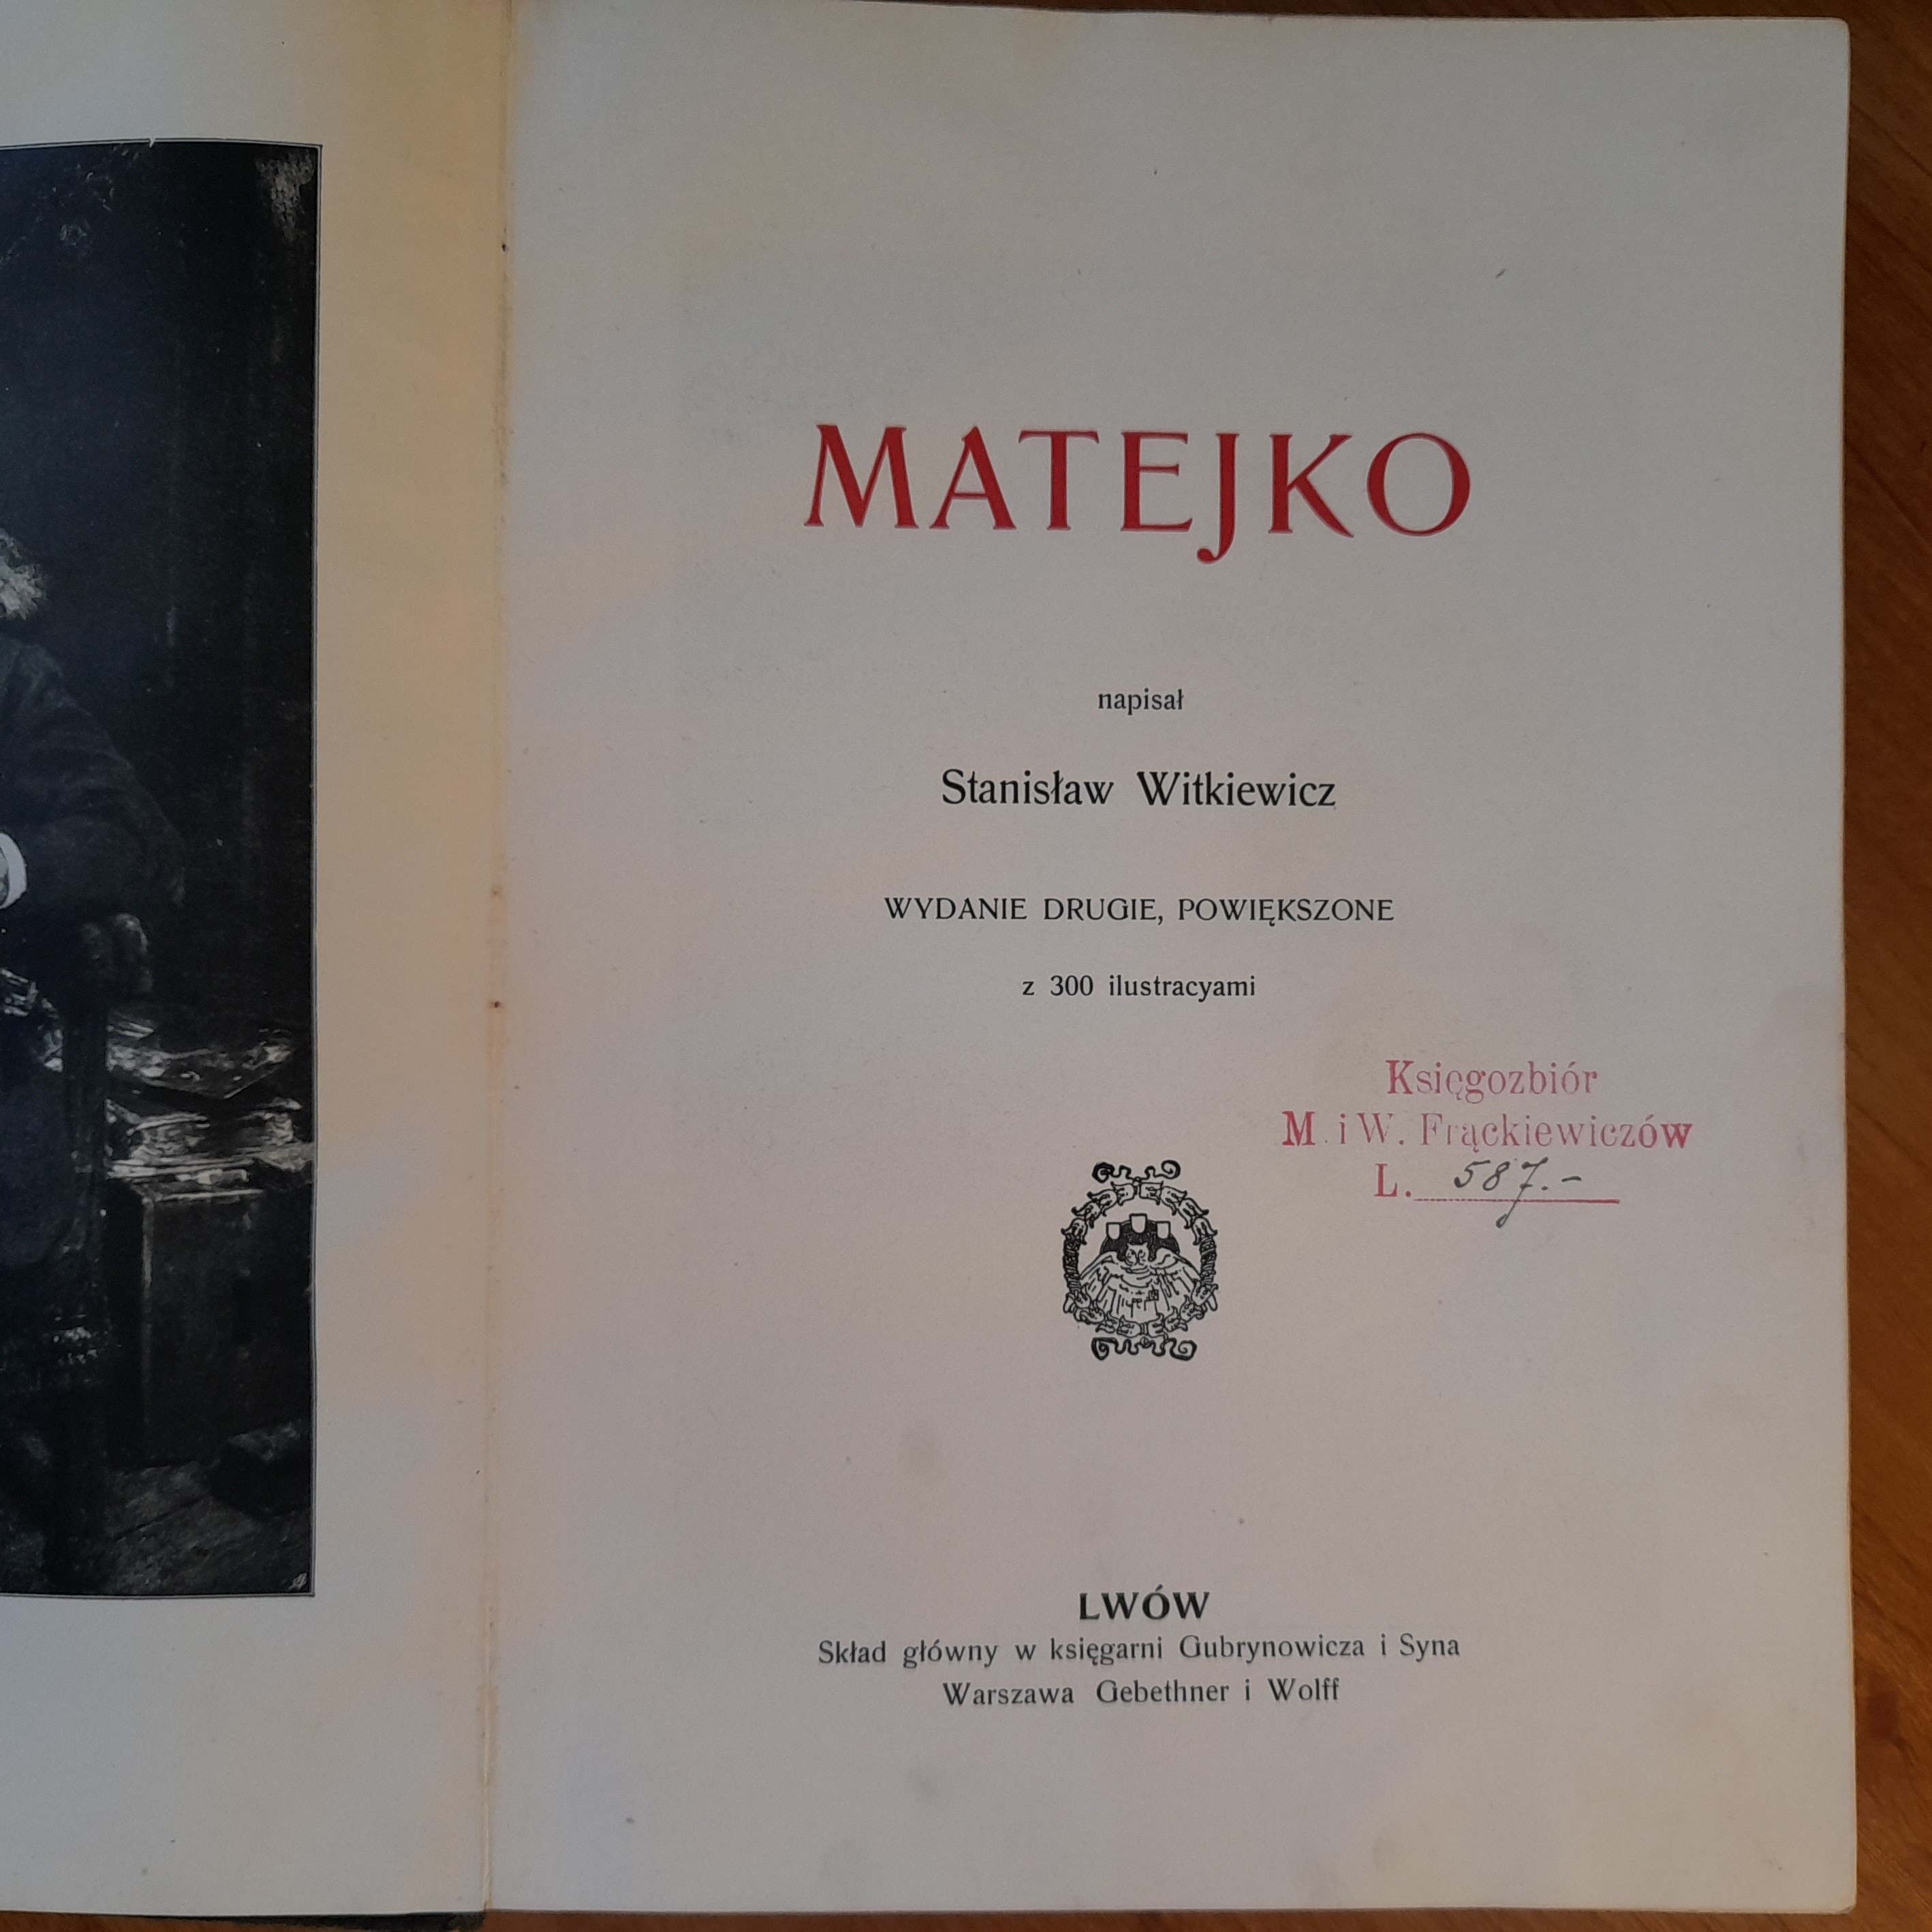 MATEJKO
napisał
Stanisław Witkiewicz
WYDANIE DRUGIE, POWIĘKSZONE
z 300 ilustracyami
Księgozbiór
M. i W. Frąckiewiczów
L. 587.-
LWÓW
Skład główny w księgarni Gubrynowicza i Syna
Warszawa Gebethner i Wolff